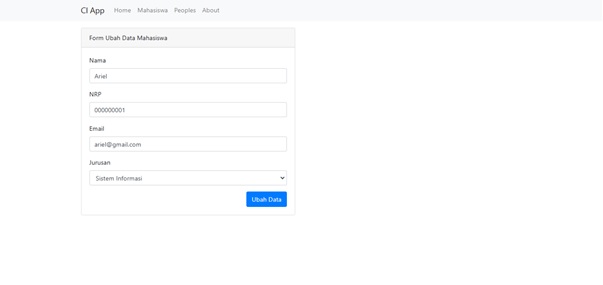 CI App Home Mahasiswa Peoples About
Form Ubah Data Mahasiswa
Nama
Ariel
NRP
000000001
Email
ariel@gmail.com
Jurusan
Sistem Informasi
Ubah Data